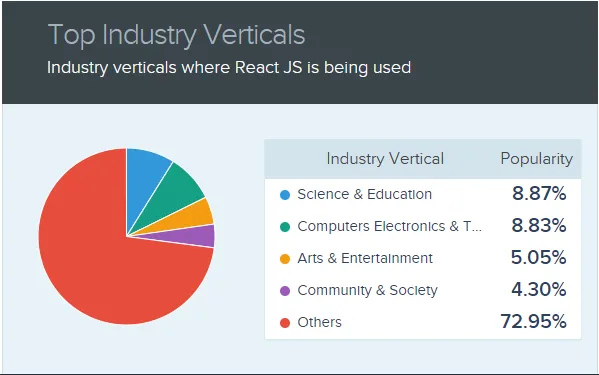 Top Industry Verticals
Industry verticals where React JS is being used
Industry Vertical Popularity
Science & Education 8.87%
Computers Electronics & T... 8.83%
Arts & Entertainment 5.05%
Community & Society 4.30%
Others 72.95%